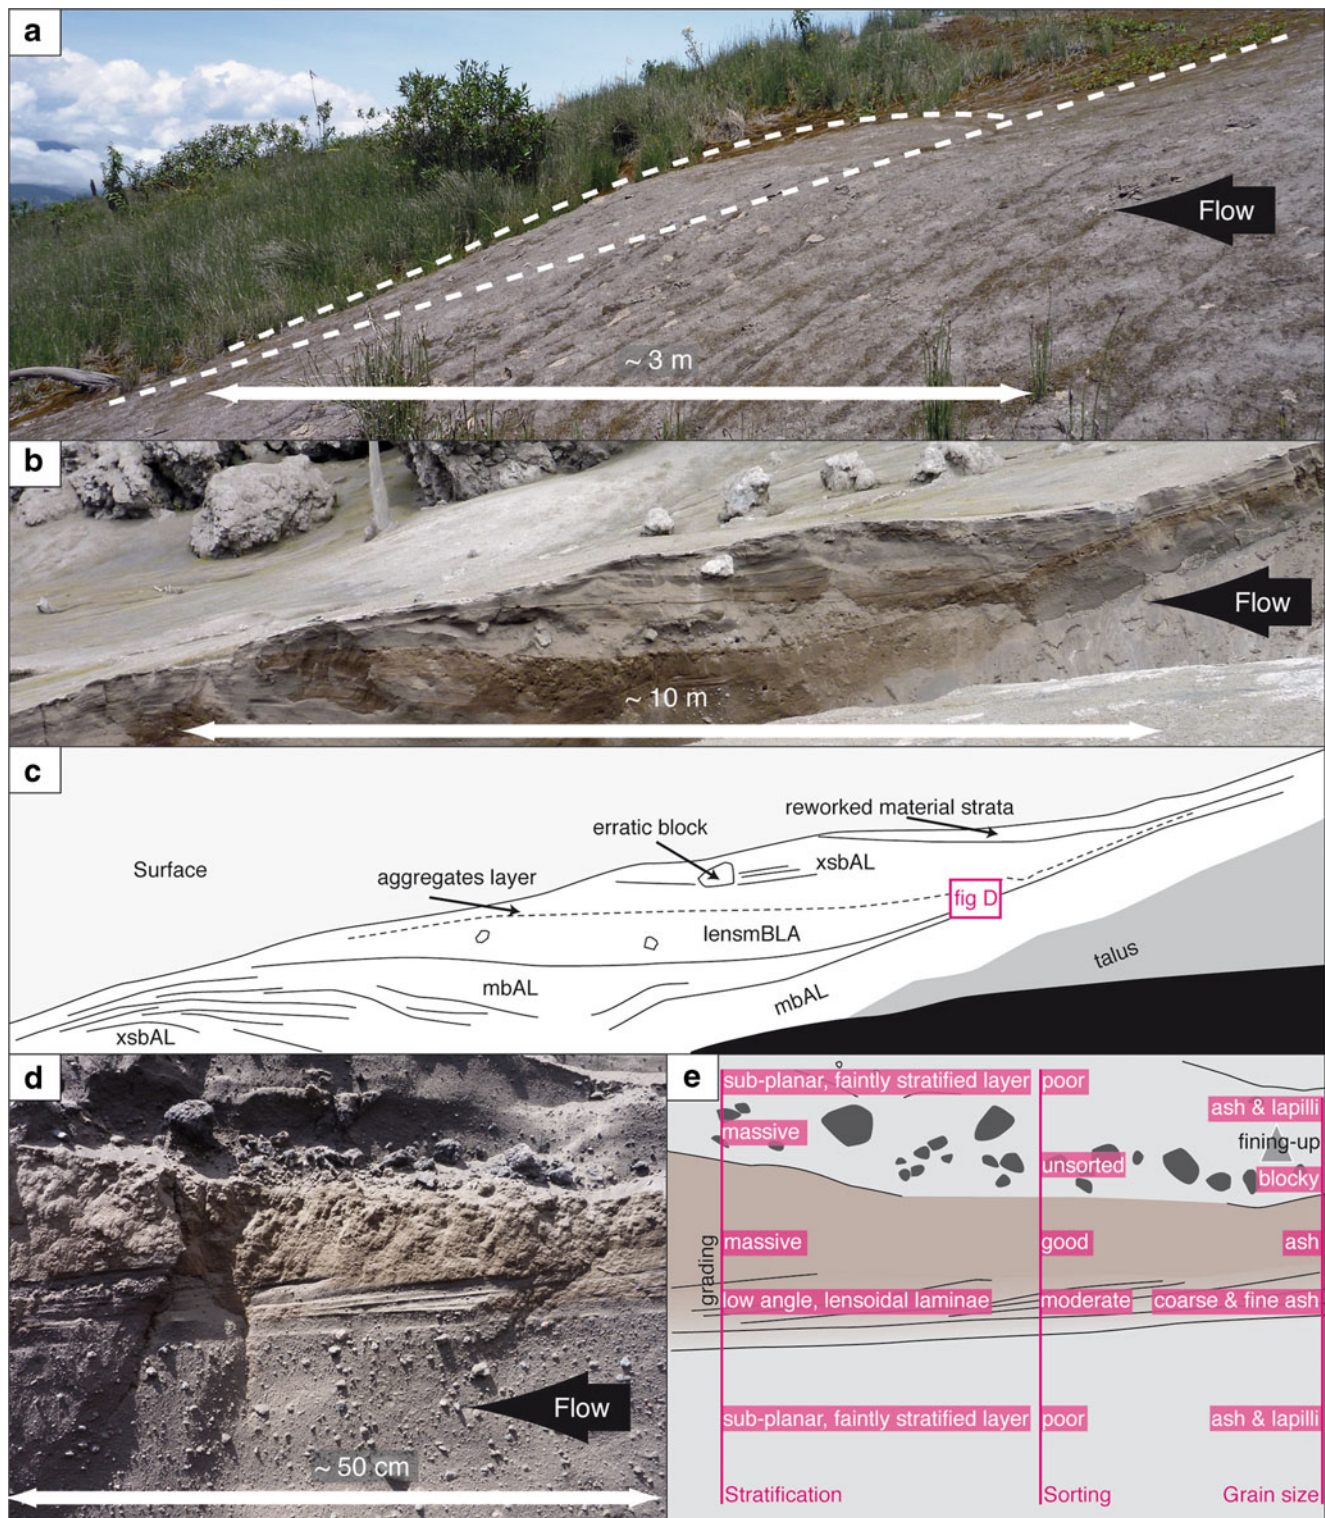 a
Flow
~ 3 m
b
Flow
~ 10 m
c
reworked material strata
erratic block
xsbAL
Surface
aggregates layer
fig D
lensmBLA
talus
mbAL
mbAL
xsbAL
d
Flow
~ 50 cm
e
sub-planar, faintly stratified layer poor
ash & lapilli
massive
fining-up
unsorted
blocky
grading
massive good ash
low angle, lensoidal laminae moderate coarse & fine ash
sub-planar, faintly stratified layer poor ash & lapilli
Stratification Sorting Grain size